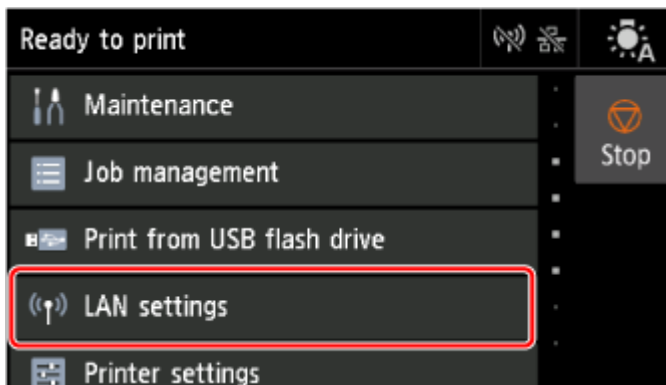 Ready to print
A
Maintenance
Stop
Job management
Print from USB flash drive
LAN settings
Printer settings